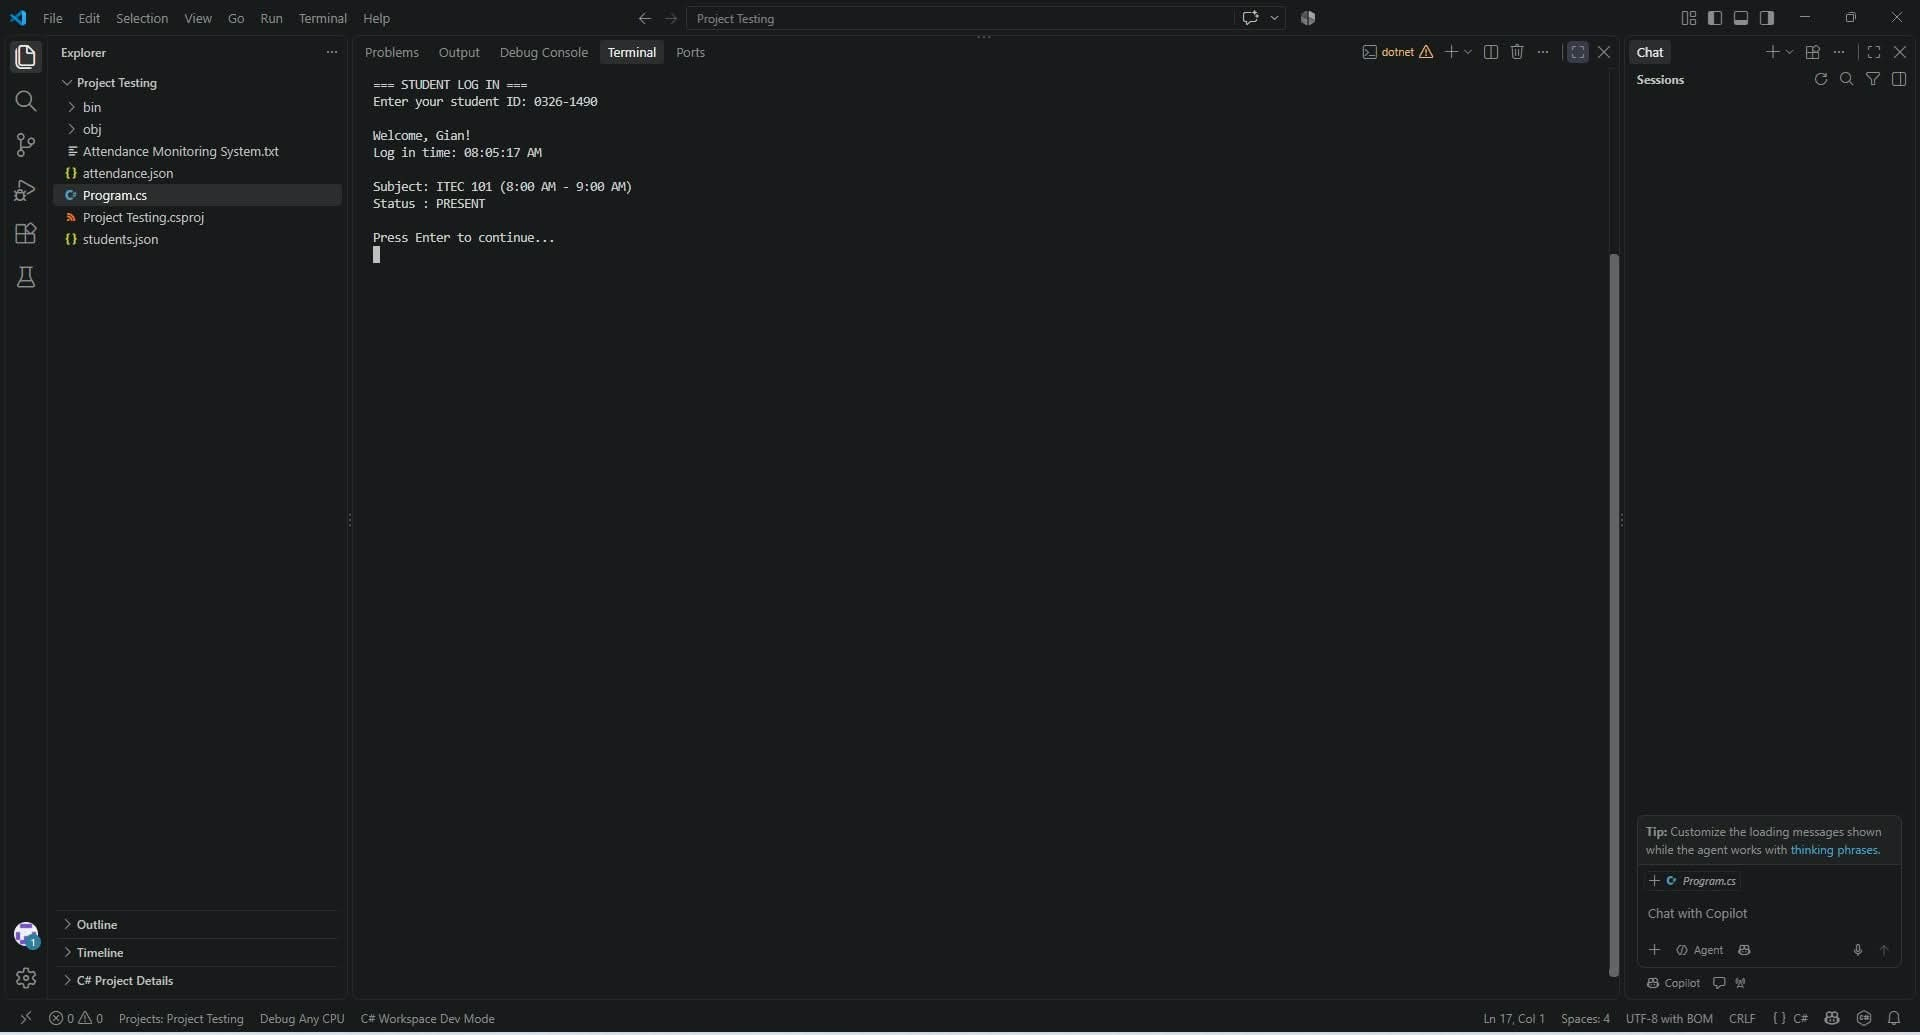 File Edit Selection View Go Run Terminal Help
Project Testing
Explorer
Project Testing
bin
obj
Attendance Monitoring System.txt
{} attendance.json
C# Program.cs
Project Testing.csproj
{} students.json
Outline
Timeline
C# Project Details
Problems Output Debug Console Terminal Ports
dotnet
=== STUDENT LOG IN ===
Enter your student ID: 0326-1490
Welcome, Gian!
Log in time: 08:05:17 AM
Subject: ITEC 101 (8:00 AM - 9:00 AM)
Status : PRESENT
Press Enter to continue...
Chat
Sessions
Tip: Customize the loading messages shown
while the agent works with thinking phrases.
Program.cs
Chat with Copilot
Agent
Copilot
1
0 0 Projects: Project Testing Debug Any CPU C# Workspace Dev Mode
Ln 17, Col 1 Spaces: 4 UTF-8 with BOM CRLF {} C#